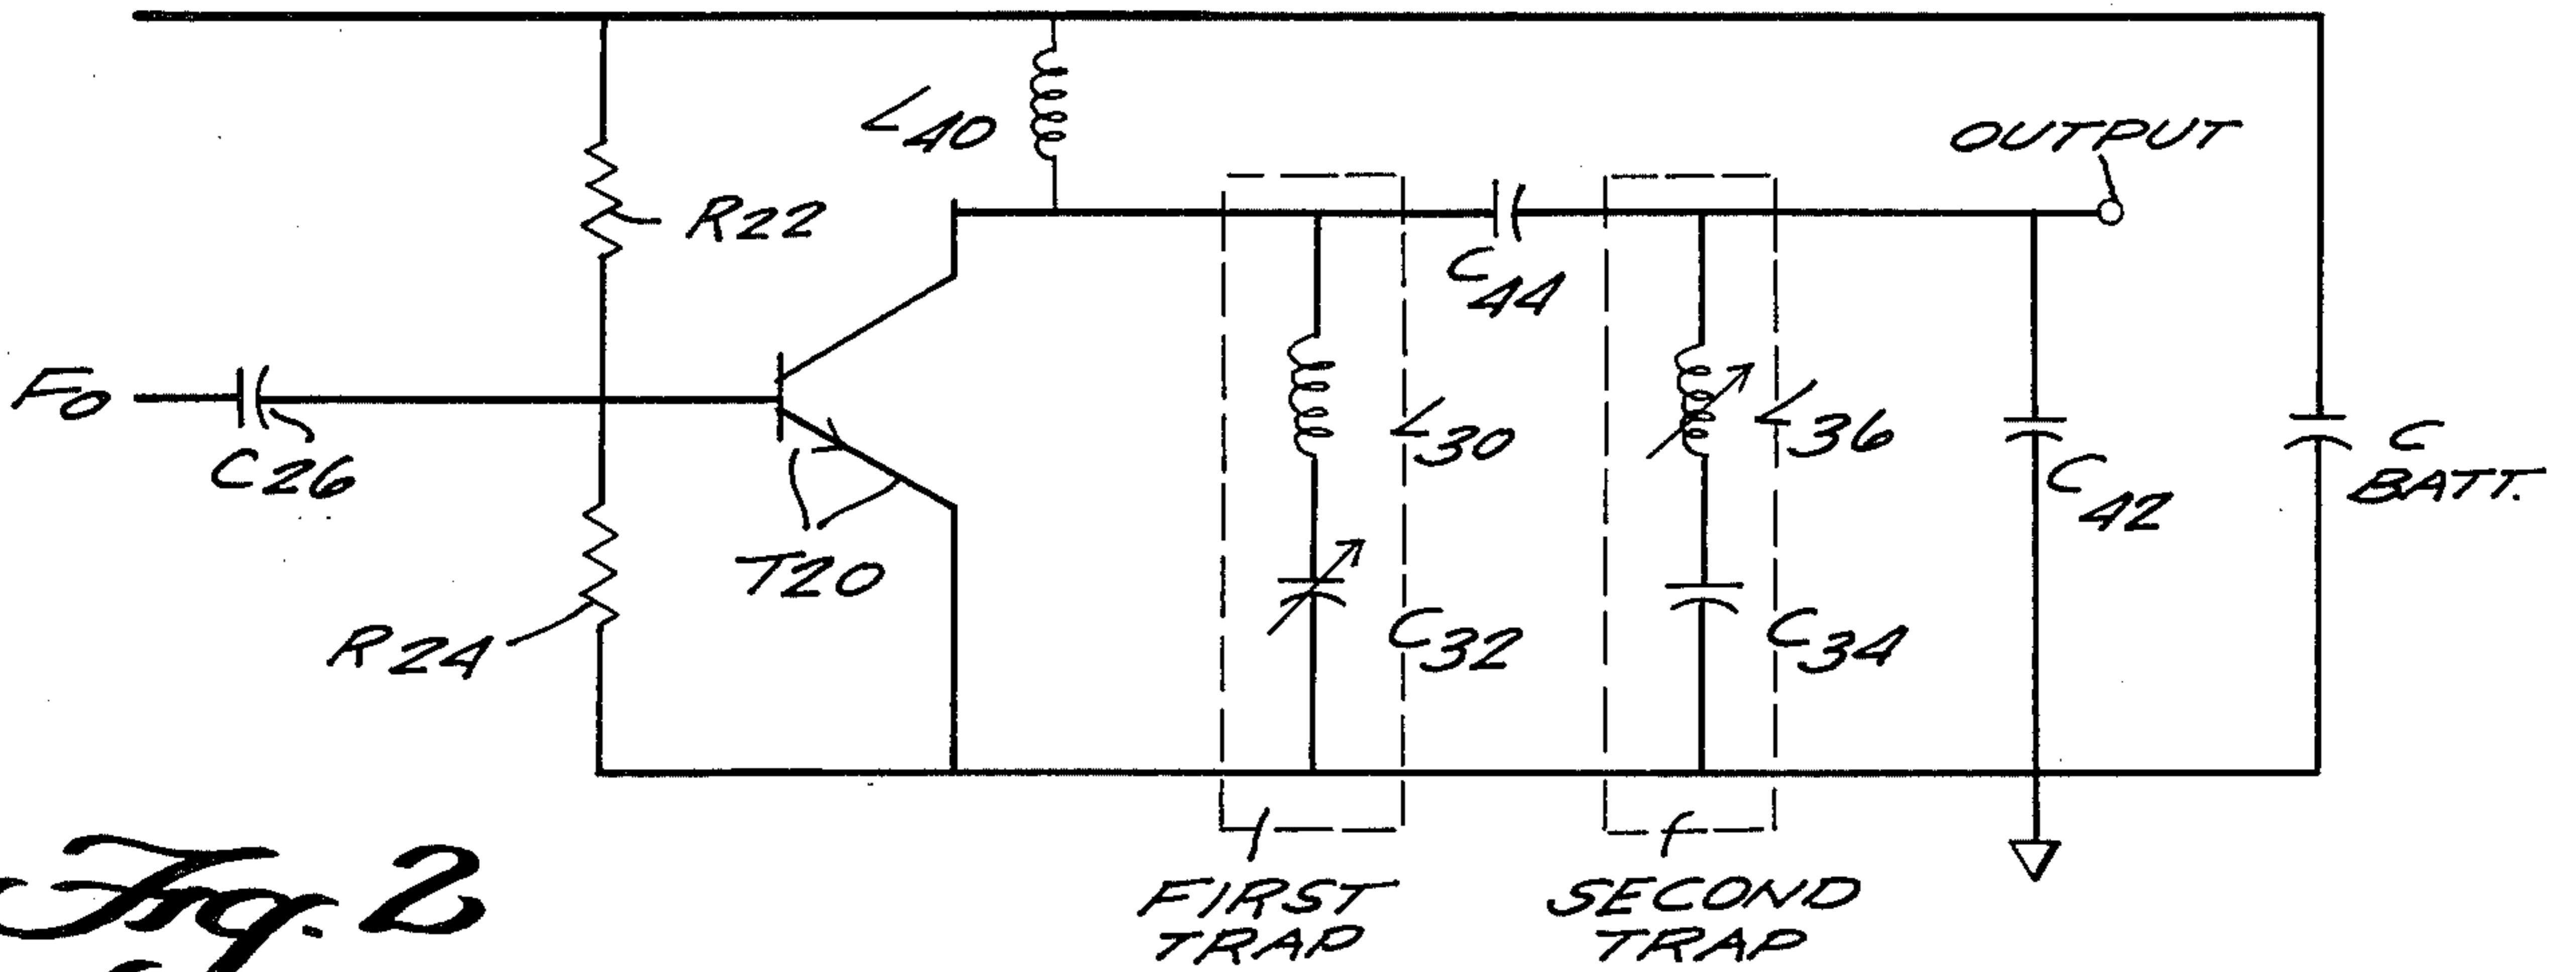 L40
OUTPUT
R22
C44
F0
C26
L30
L36
C42
C
BATT.
T20
R24
C32
C34
FIRST
TRAP
SECOND
TRAP
Fig. 2